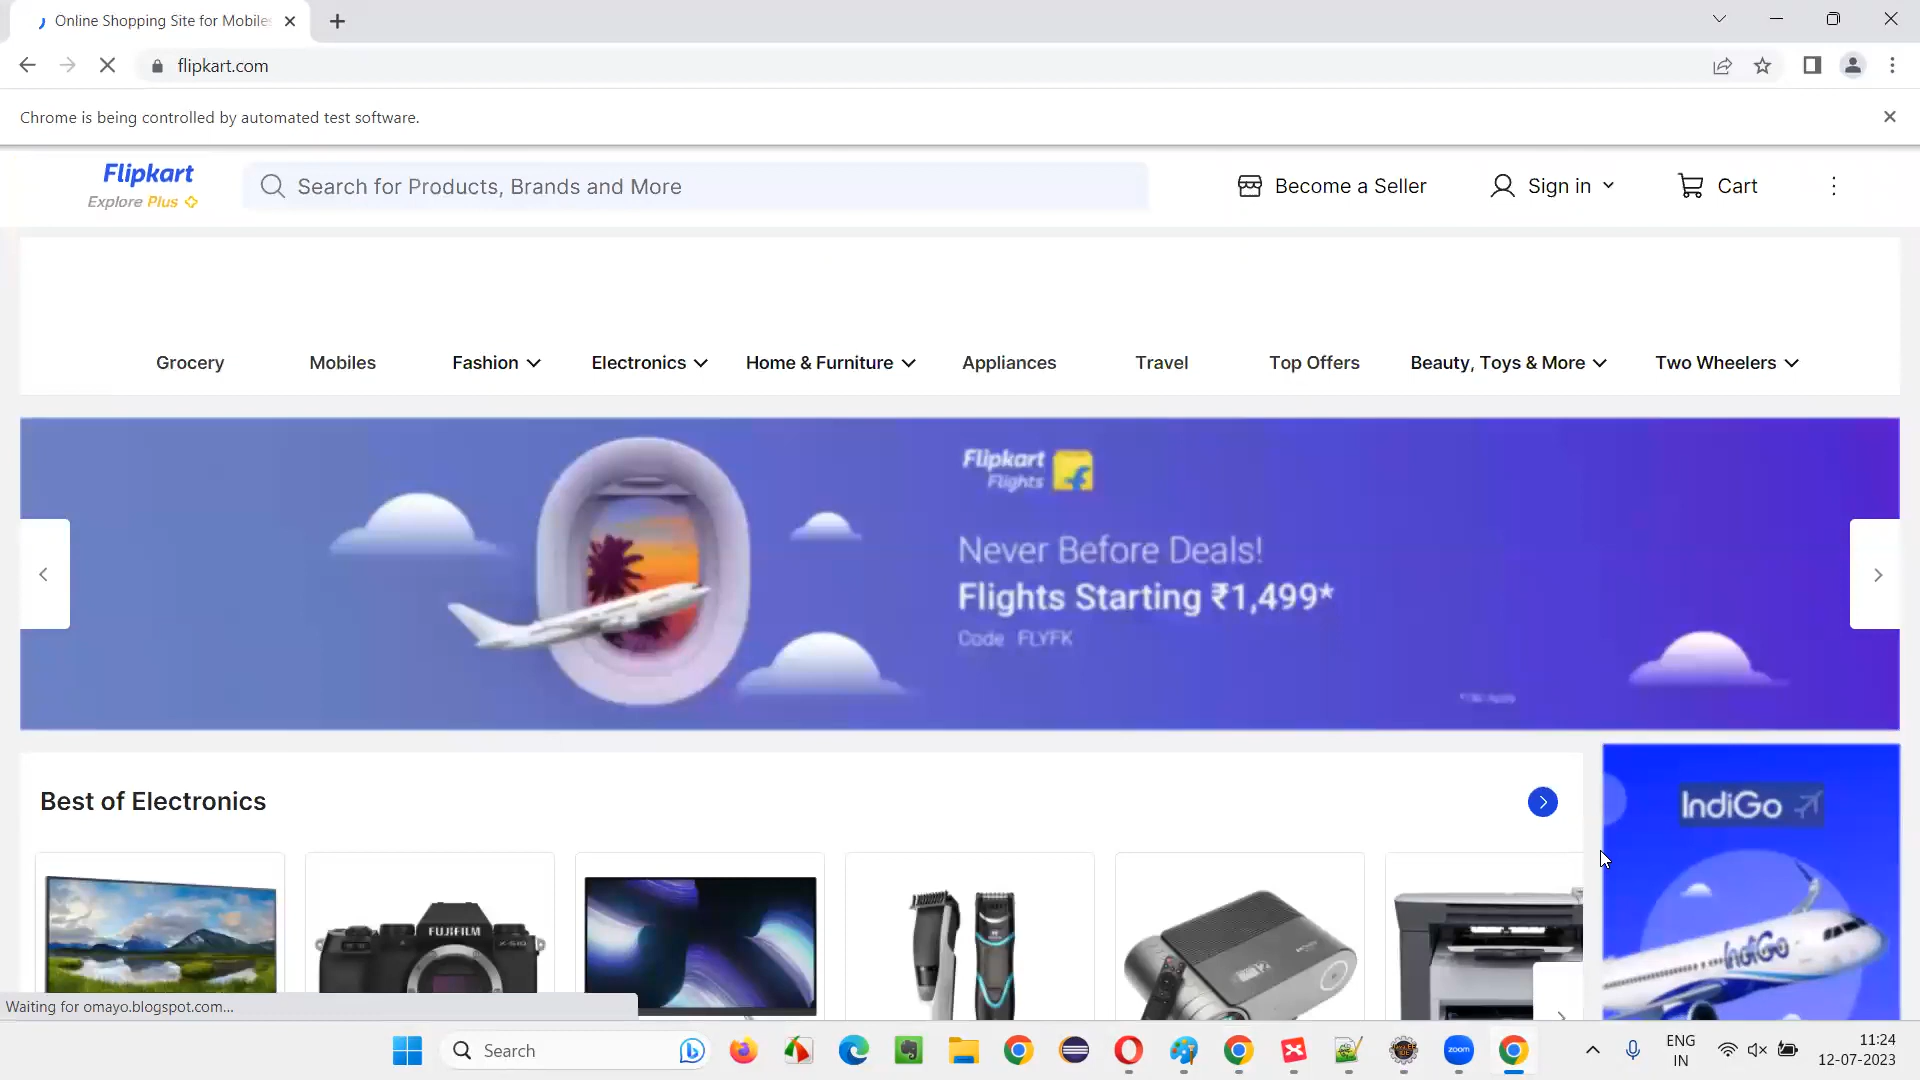 Online Shopping Site for Mobile
flipkart.com
Chrome is being controlled by automated test software.
Flipkart
Explore Plus
Search for Products, Brands and More
Become a Seller
Sign in
Cart
Grocery
Mobiles
Fashion
Electronics
Home & Furniture
Appliances
Travel
Top Offers
Beauty, Toys & More
Two Wheelers
Flipkart
Flights
Never Before Deals!
Flights Starting ₹1,499*
Code FLYFK
Best of Electronics
IndiGo
FUJIFILM
X-S10
IndiGo
Waiting for omayo.blogspot.com...
Search
zoom
ENG
IN
11:24
12-07-2023